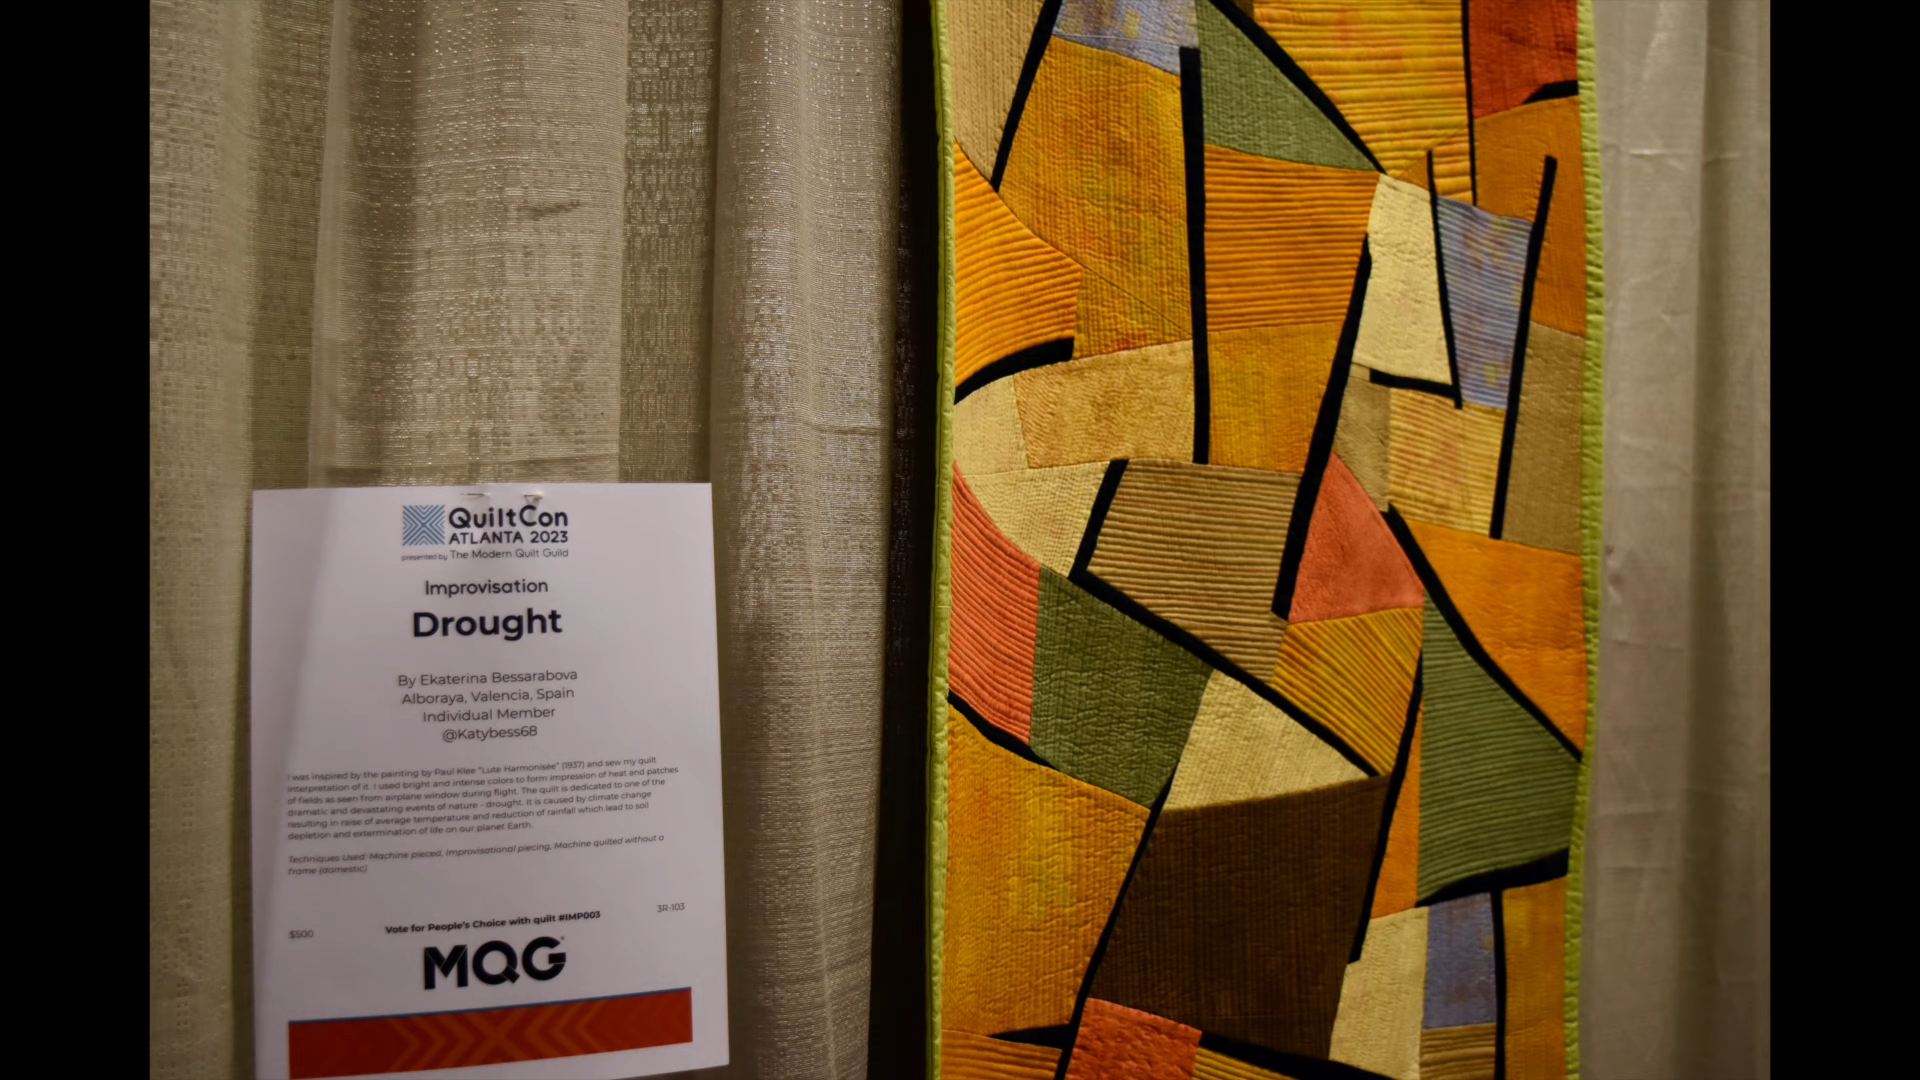 QuiltCon
ATLANTA 2023
presented by The Modern Quilt Guild
Improvisation
Drought
By Ekaterina Bessarabova
Alboraya, Valencia, Spain
Individual Member
@Katybess68
I was inspired by the painting by Paul Klee "Lute Harmonisée" (1937) and sew my quilt
interpretation of it. I used bright and intense colors to form impression of heat and patches
of fields as seen from airplane window during flight. The quilt is dedicated to one of the
dramatic and devastating events of nature - drought. It is caused by climate change
resulting in raise of average temperature and reduction of rainfall which lead to soil
depletion and extermination of life on our planet Earth.
Techniques Used: Machine pieced, Improvisational piecing, Machine quilted without a
frame (domestic)
3R-103
Vote for People's Choice with quilt #IMP003
$500
MQG